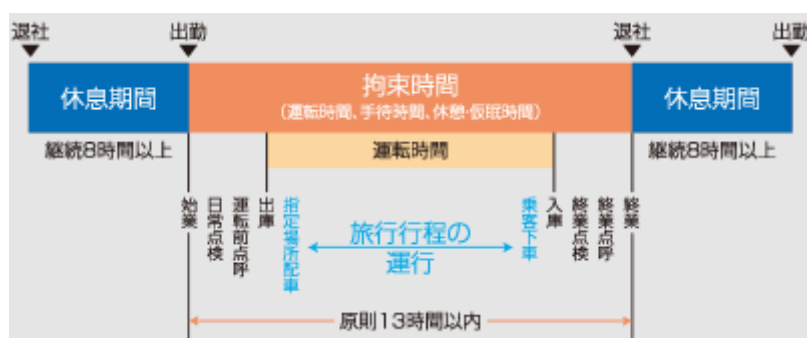 退社
出勤
退社
出勤
休息期間
拘束時間
(運転時間、手待時間、休憩・仮眠時間)
休息期間
継続8時間以上
運転時間
継続8時間以上
始業
日常点検
運転前点呼
出庫
指定場所配車
旅行行程の
運行
乗客下車
入庫
終業点検
終業点呼
終業
原則13時間以内